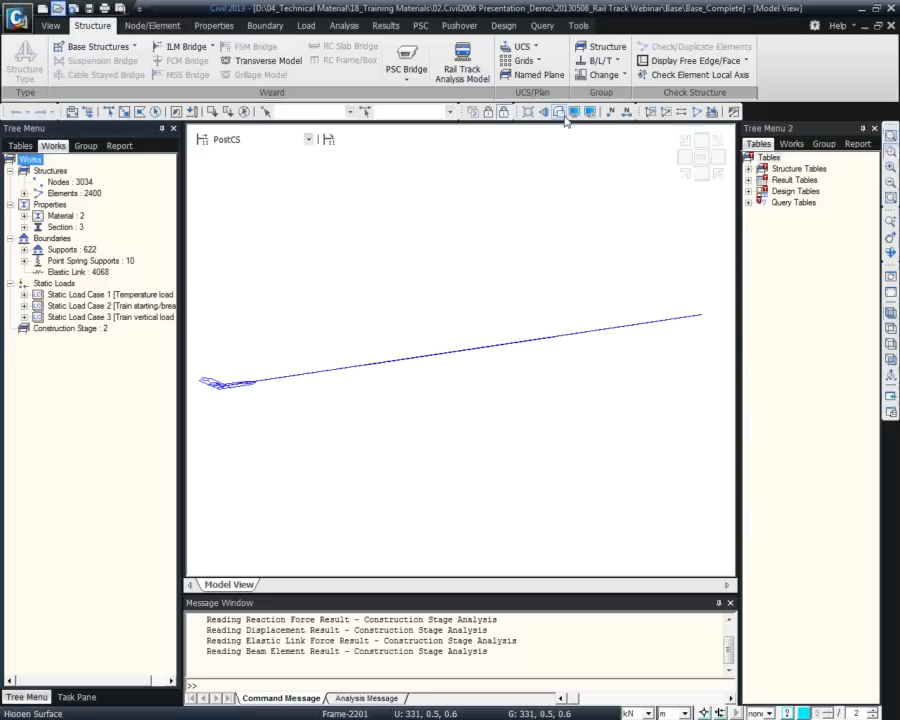 Civil 2013 - [D:\04_Technical Material\18_Training Materials\02.Civil2006 Presentation_Demo\20130508_Rail Track Webinar\Base\Base_Complete] - [Model View]
View Structure Node/Element Properties Boundary Load Analysis Results PSC Pushover Design Query Tools Help
Base Structures ILM Bridge FSM Bridge RC Slab Bridge UCS Structure Check/Duplicate Elements
Suspension Bridge FCM Bridge Transverse Model RC Frame/Box Grids B/L/T Display Free Edge/Face
Structure Type Cable Stayed Bridge MSS Bridge Grillage Model PSC Bridge Rail Track Analysis Model Named Plane Change Check Element Local Axis
Type Wizard UCS/Plan Group Check Structure
Tree Menu
Tables Works Group Report
Works
Structures
Nodes : 3034
Elements : 2400
Properties
Material : 2
Section : 3
Boundaries
Supports : 622
Point Spring Supports : 10
Elastic Link : 4068
Static Loads
Static Load Case 1 [Temperature load
Static Load Case 2 [Train starting/brea
Static Load Case 3 [Train vertical load
Construction Stage : 2
Tree Menu Task Pane
PostCS
Model View
Message Window
Reading Reaction Force Result - Construction Stage Analysis
Reading Displacement Result - Construction Stage Analysis
Reading Elastic Link Force Result - Construction Stage Analysis
Reading Beam Element Result - Construction Stage Analysis
>>
Command Message Analysis Message
Tree Menu 2
Tables Works Group Report
Tables
Structure Tables
Result Tables
Design Tables
Query Tables
Hidden Surface Frame-2201 U: 331, 0.5, 0.6 G: 331, 0.5, 0.6 kN m none ? / 2